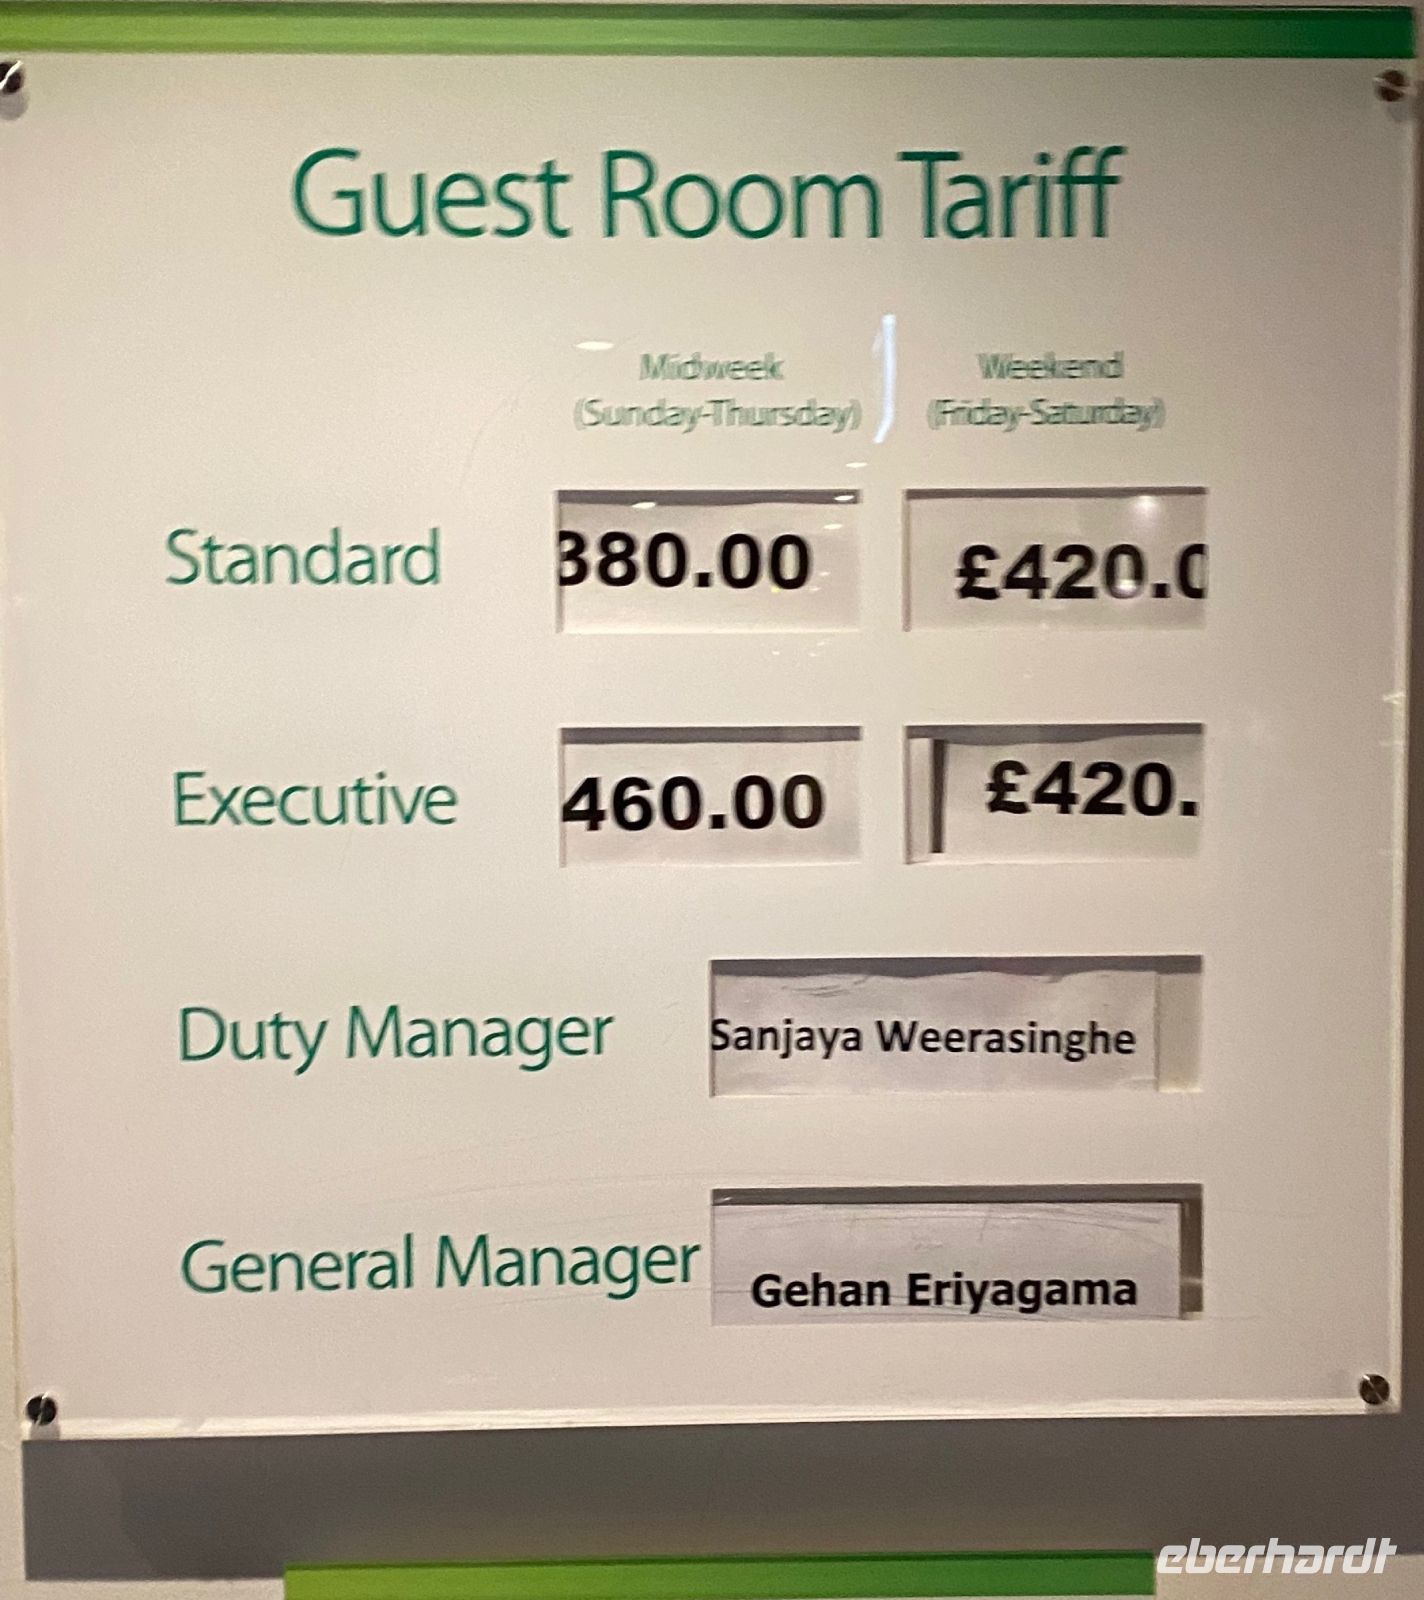 Guest Room Tariff
Midweek Weekend
(Sunday-Thursday) (Friday-Saturday)
Standard 380.00 £420.0
Executive 460.00 £420.
Duty Manager Sanjaya Weerasinghe
General Manager Gehan Eriyagama
eberhardt